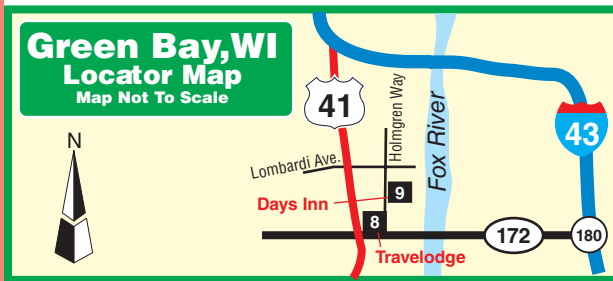 Green Bay,WI
Locator Map
Map Not To Scale
41
Holmgren Way
Fox River
43
N
Lombardi Ave.
9
Days Inn
8
172
180
Travelodge